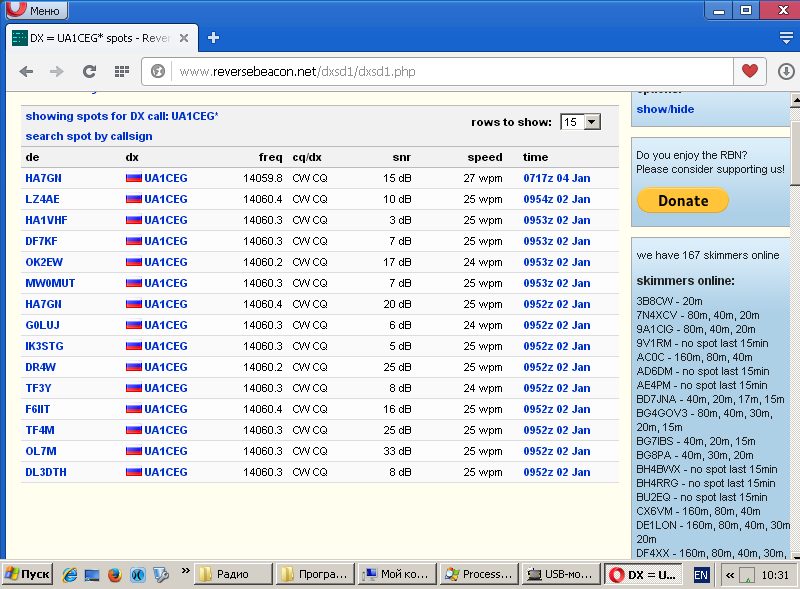 Меню
DX = UA1CEG* spots - Rever
www.reversebeacon.net/dxsd1/dxsd1.php
showing spots for DX call: UA1CEG*
search spot by callsign
rows to show: 15
de dx freq cq/dx snr speed time
HA7GN UA1CEG 14059.8 CW CQ 15 dB 27 wpm 0717z 04 Jan
LZ4AE UA1CEG 14060.4 CW CQ 10 dB 25 wpm 0954z 02 Jan
HA1VHF UA1CEG 14060.3 CW CQ 3 dB 25 wpm 0953z 02 Jan
DF7KF UA1CEG 14060.3 CW CQ 7 dB 25 wpm 0953z 02 Jan
OK2EW UA1CEG 14060.2 CW CQ 17 dB 24 wpm 0953z 02 Jan
MW0MUT UA1CEG 14060.3 CW CQ 7 dB 25 wpm 0953z 02 Jan
HA7GN UA1CEG 14060.4 CW CQ 20 dB 25 wpm 0952z 02 Jan
G0LUJ UA1CEG 14060.3 CW CQ 6 dB 24 wpm 0952z 02 Jan
IK3STG UA1CEG 14060.3 CW CQ 5 dB 25 wpm 0952z 02 Jan
DR4W UA1CEG 14060.2 CW CQ 25 dB 25 wpm 0952z 02 Jan
TF3Y UA1CEG 14060.3 CW CQ 8 dB 24 wpm 0952z 02 Jan
F6IIT UA1CEG 14060.4 CW CQ 16 dB 25 wpm 0952z 02 Jan
TF4M UA1CEG 14060.3 CW CQ 25 dB 25 wpm 0952z 02 Jan
OL7M UA1CEG 14060.3 CW CQ 33 dB 25 wpm 0952z 02 Jan
DL3DTH UA1CEG 14060.3 CW CQ 8 dB 25 wpm 0952z 02 Jan
show/hide
Do you enjoy the RBN?
Please consider supporting us!
Donate
we have 167 skimmers online
skimmers online:
3B8CW - 20m
7N4XCV - 80m, 40m, 20m
9A1CIG - 80m, 40m, 20m
9V1RM - no spot last 15min
AC0C - 160m, 80m, 40m
AD6DM - no spot last 15min
AE4PM - no spot last 15min
BD7JNA - 40m, 20m, 17m, 15m
BG4GOV3 - 80m, 40m, 30m,
20m, 15m
BG7IBS - 40m, 20m, 15m
BG8PA - 40m, 30m, 20m
BH4BWX - no spot last 15min
BH4RRG - no spot last 15min
BU2EQ - no spot last 15min
CX6VM - 160m, 80m, 40m
DE1LON - 160m, 80m, 40m, 30m
20m
DF4XX - 160m, 80m, 40m, 30m,
Пуск » Радио Програ... Мой ко... Process... USB-мо... DX = U... EN « 10:31